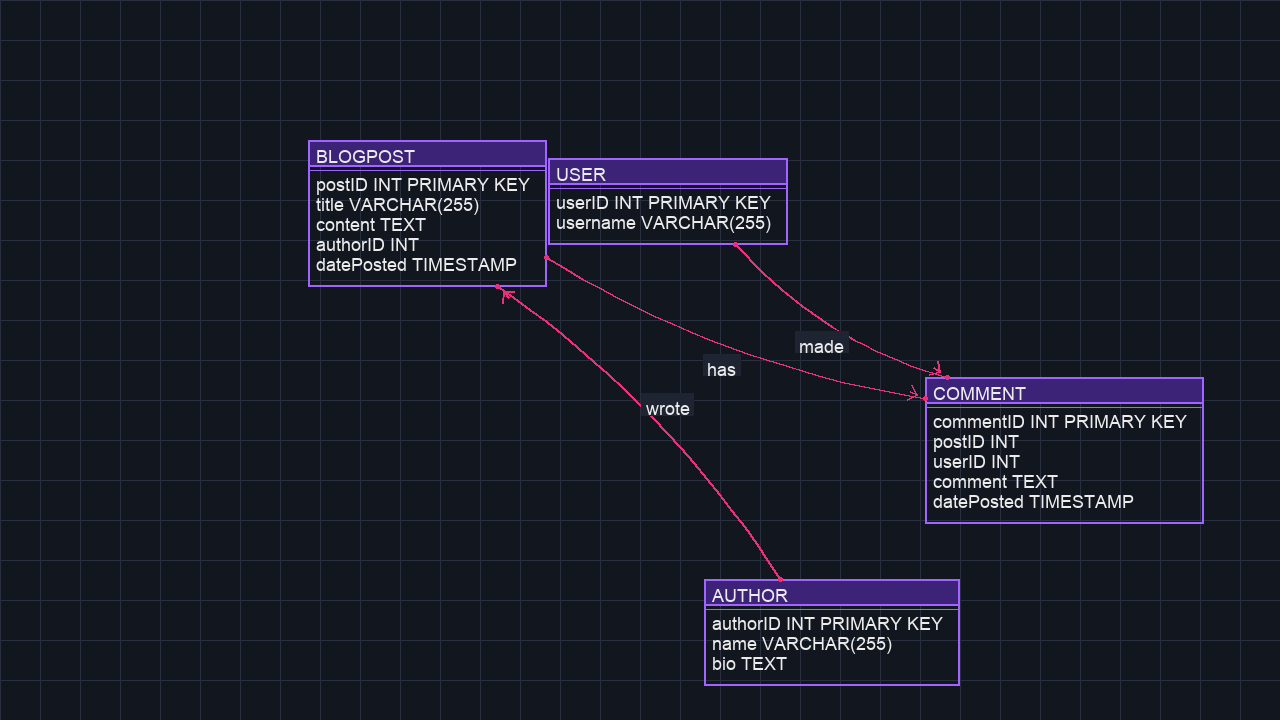 BLOGPOST
postID INT PRIMARY KEY
title VARCHAR(255)
content TEXT
authorID INT
datePosted TIMESTAMP
USER
userID INT PRIMARY KEY
username VARCHAR(255)
made
has
wrote
COMMENT
commentID INT PRIMARY KEY
postID INT
userID INT
comment TEXT
datePosted TIMESTAMP
AUTHOR
authorID INT PRIMARY KEY
name VARCHAR(255)
bio TEXT